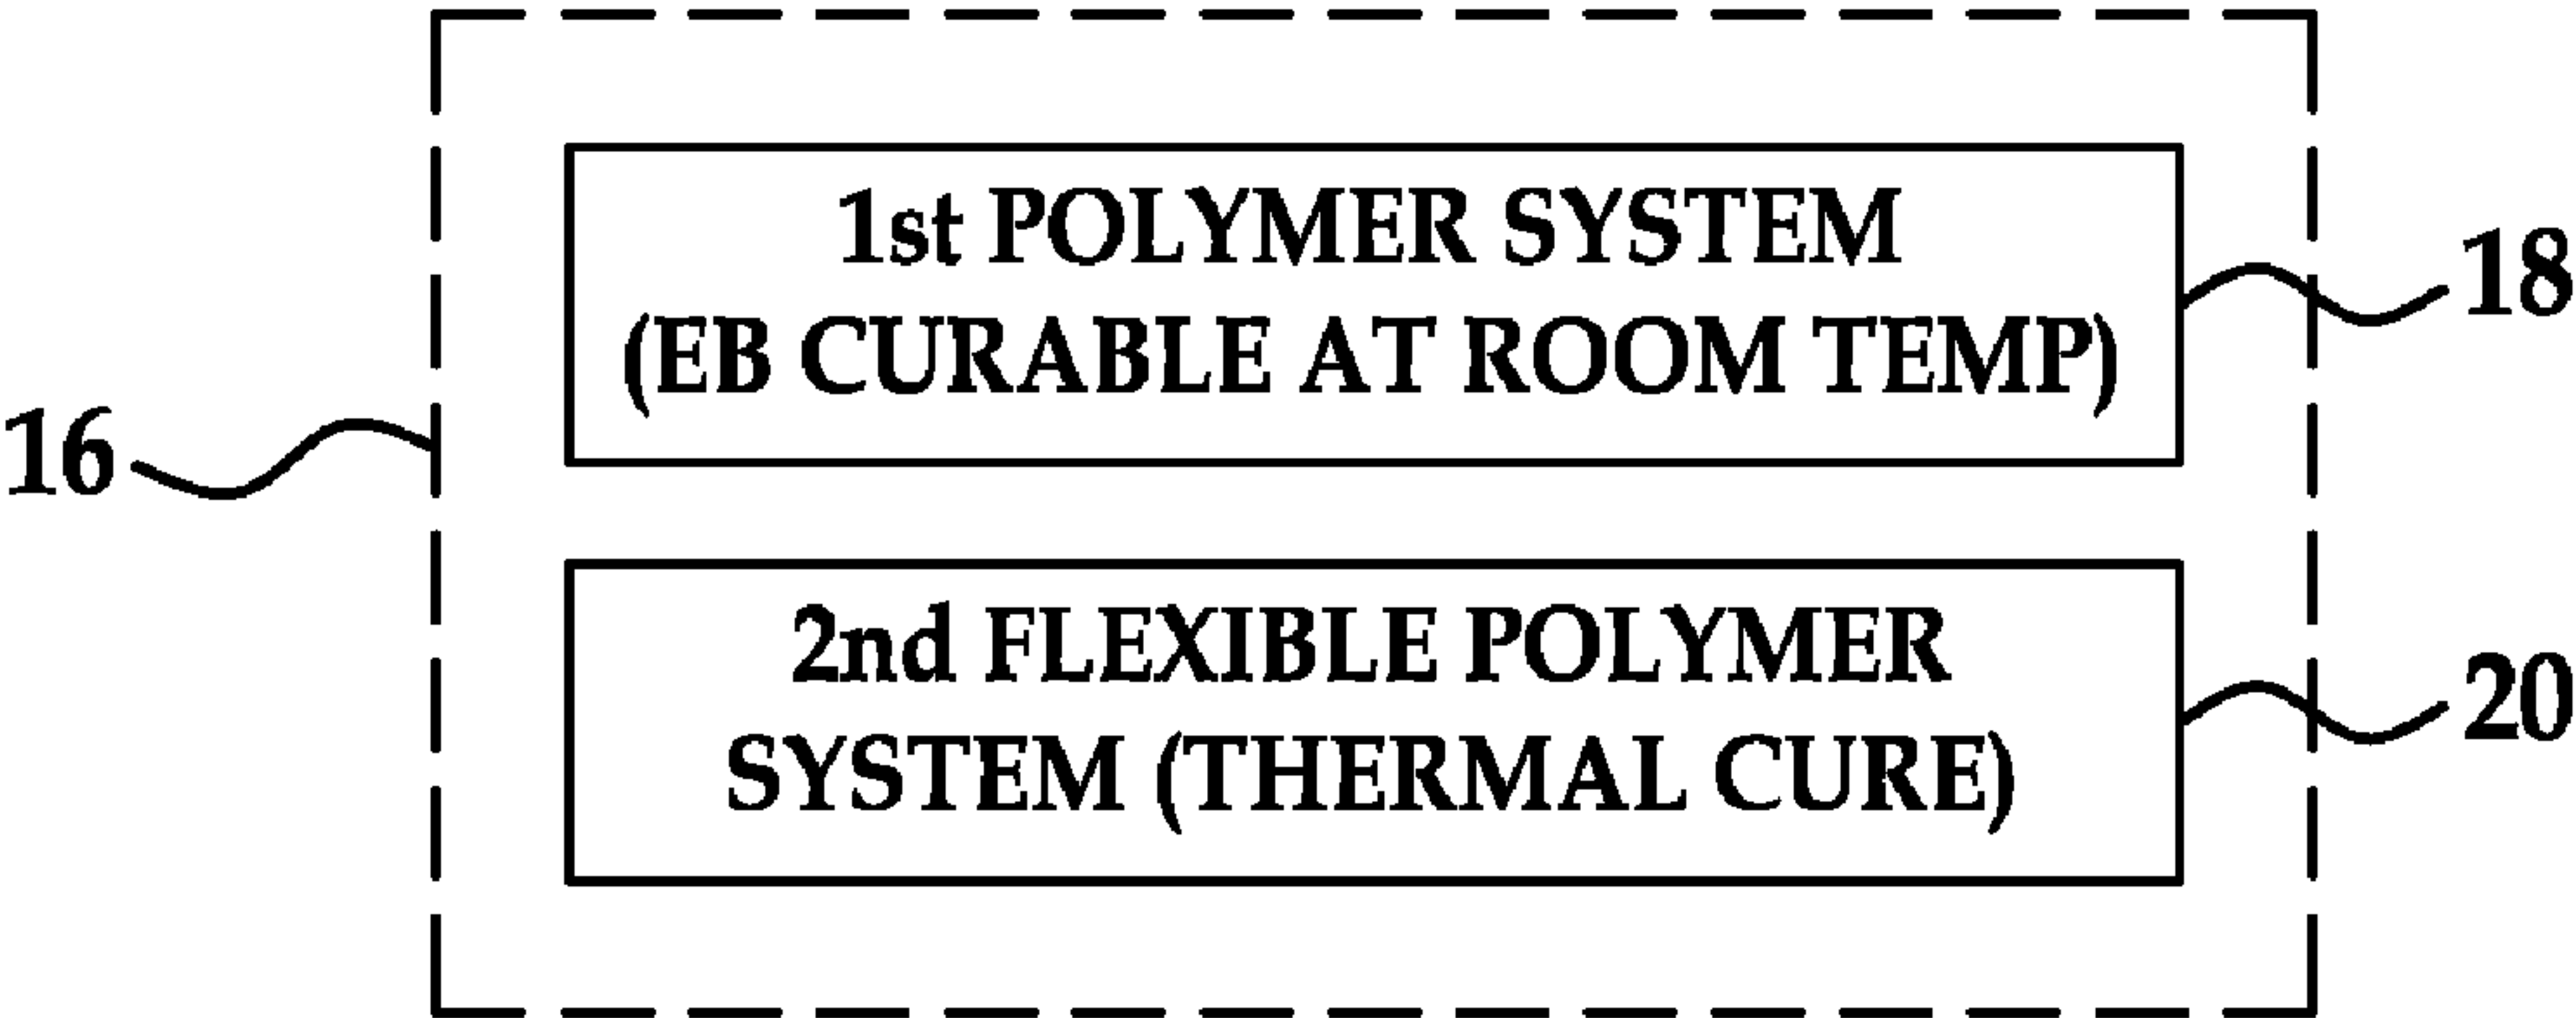 1st POLYMER SYSTEM
(EB CURABLE AT ROOM TEMP)
18
16
2nd FLEXIBLE POLYMER
SYSTEM (THERMAL CURE)
20